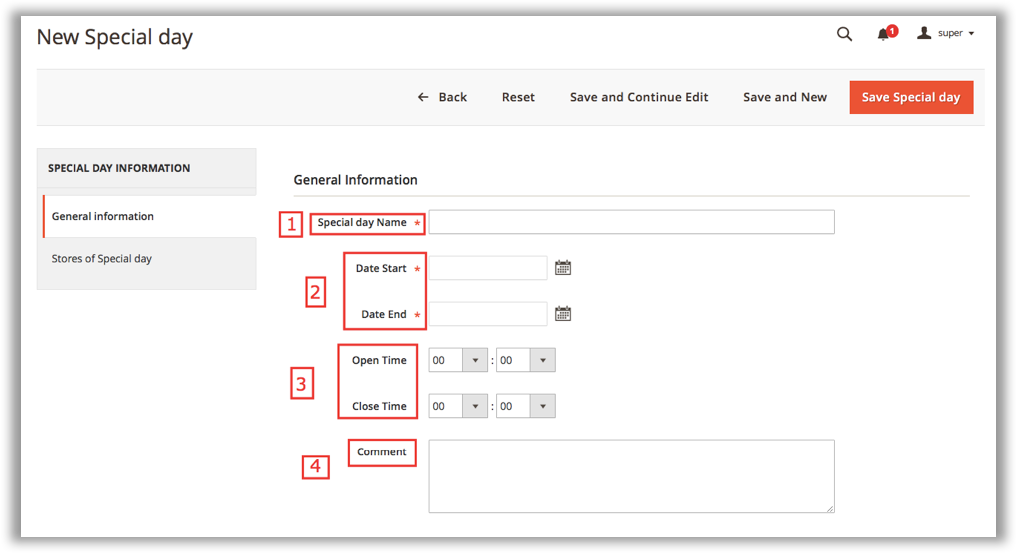 New Special day
1
super
Back
Reset
Save and Continue Edit
Save and New
Save Special day
SPECIAL DAY INFORMATION
General information
Stores of Special day
General Information
1 Special day Name *
2
Date Start *
Date End *
3
Open Time 00 : 00
Close Time 00 : 00
4 Comment